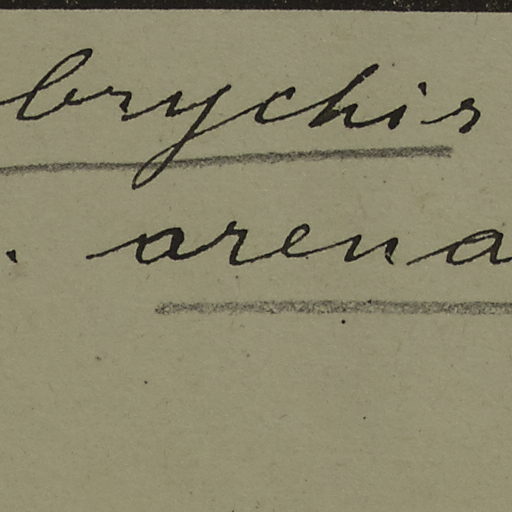 brychis
. arena